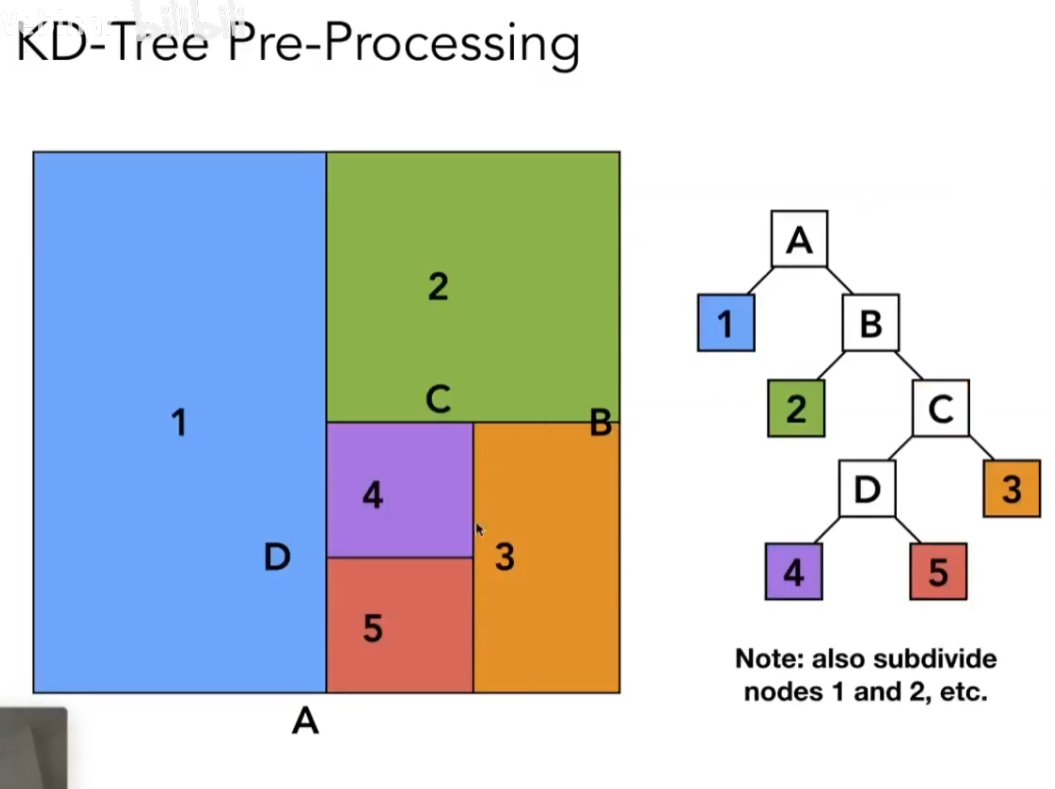 KD-Tree Pre-Processing
1
2
C
B
4
D
3
5
A
A
1
B
2
C
D
3
4
5
Note: also subdivide
nodes 1 and 2, etc.